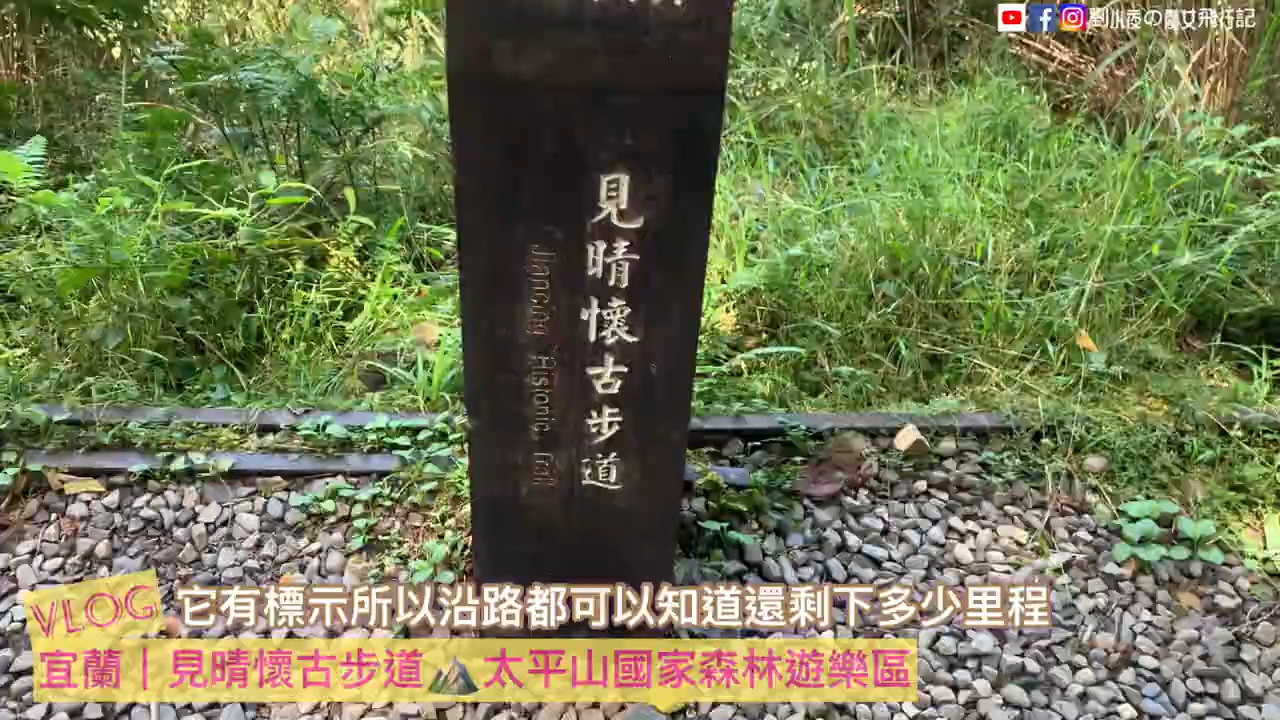 劉小衣の魔女飛行記
見晴懷古步道
Jiancing Historic Trail
VLOG
它有標示所以沿路都可以知道還剩下多少里程
宜蘭｜見晴懷古步道⛰️太平山國家森林遊樂區